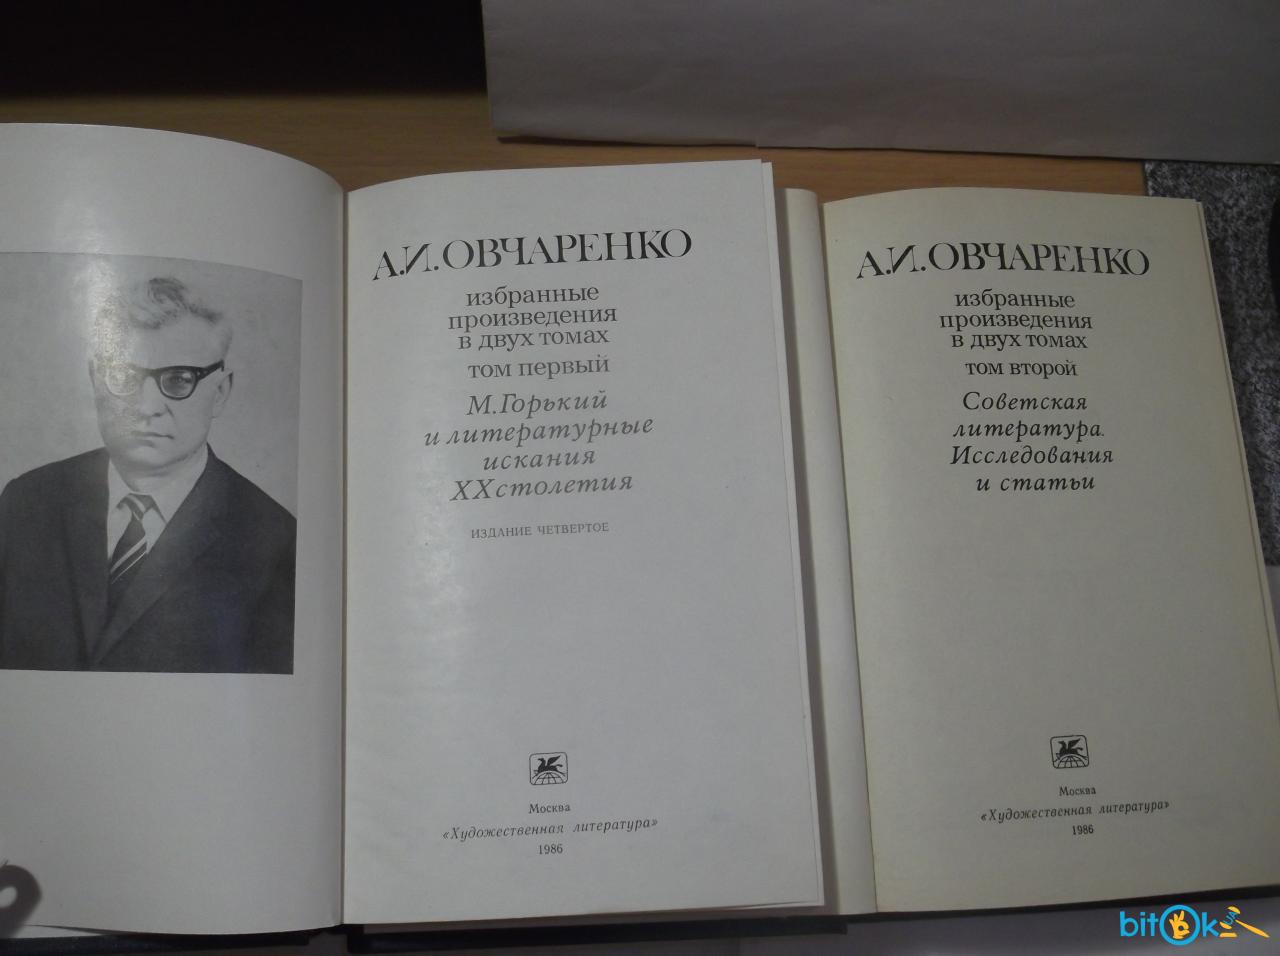 А.И.ОВЧАРЕНКО
избранные
произведения
в двух томах
том первый
М.Горький
и литературные
искания
XX столетия
ИЗДАНИЕ ЧЕТВЕРТОЕ
Москва
«Художественная литература»
1986
А.И.ОВЧАРЕНКО
избранные
произведения
в двух томах
том второй
Советская
литература.
Исследования
и статьи
Москва
«Художественная литература»
1986
bitOk UA